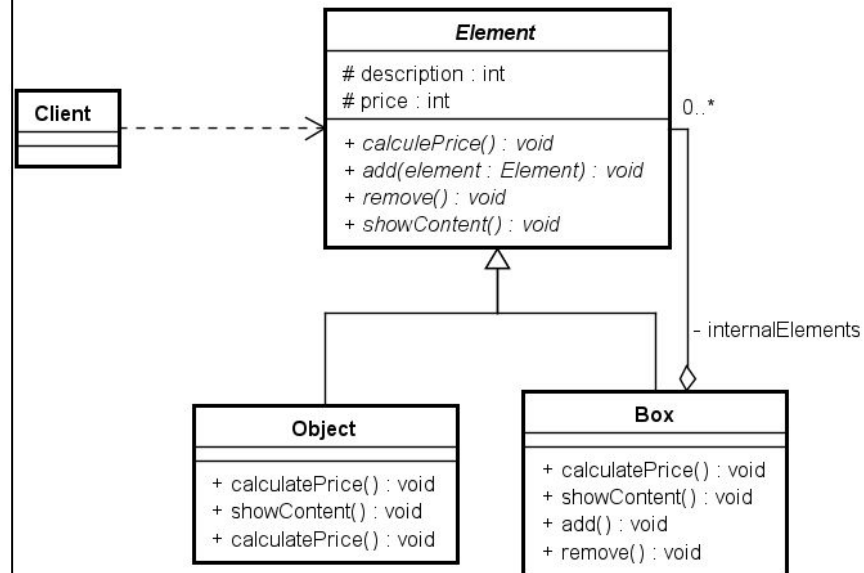 Element
# description : int
# price : int
Client
0..*
+ calculePrice() : void
+ add(element : Element) : void
+ remove() : void
+ showContent() : void
- internalElements
Object
+ calculatePrice() : void
+ showContent() : void
+ calculatePrice() : void
Box
+ calculatePrice() : void
+ showContent() : void
+ add() : void
+ remove() : void